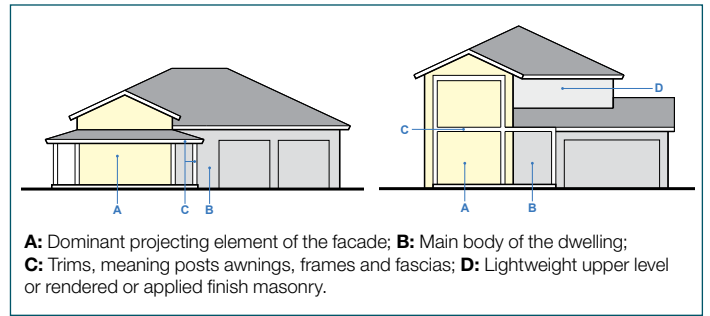 D
C
A
C
B
A
B
A: Dominant projecting element of the facade; B: Main body of the dwelling;
C: Trims, meaning posts awnings, frames and fascias; D: Lightweight upper level
or rendered or applied finish masonry.